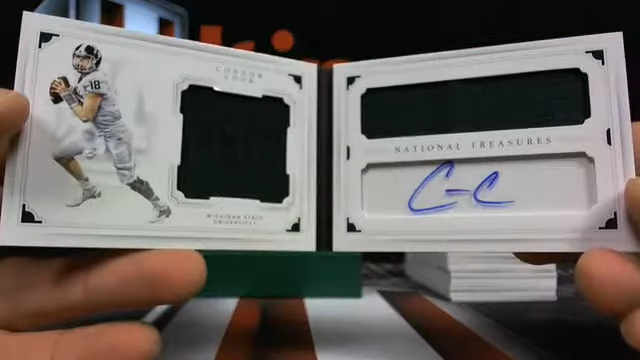 CONNOR
COOK
18
MICHIGAN STATE
UNIVERSITY
NATIONAL TREASURES
C-C